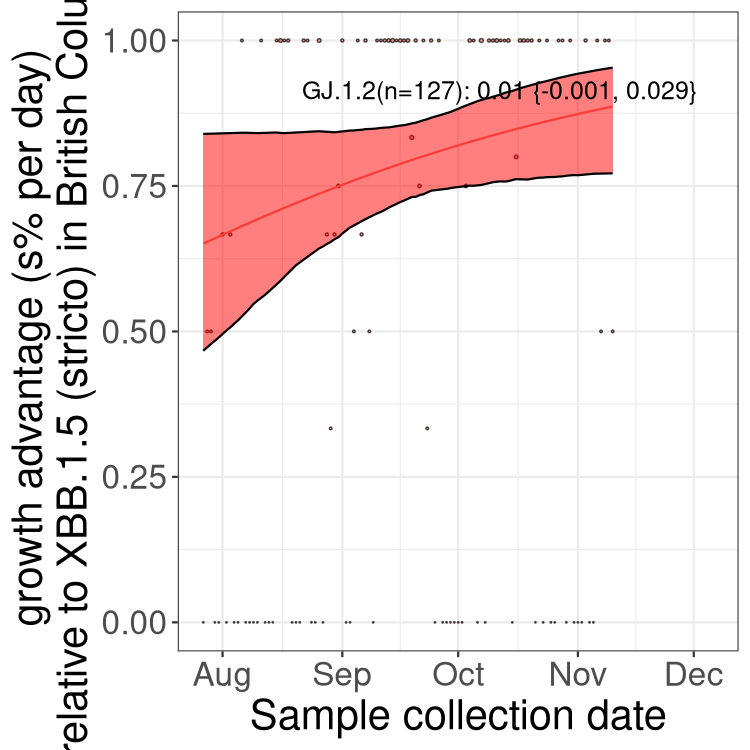 growth advantage (s% per day)
relative to XBB.1.5 (stricto) in British Colu
1.00
0.75
0.50
0.25
0.00
GJ.1.2(n=127): 0.01 {-0.001, 0.029}
Aug Sep Oct Nov Dec
Sample collection date